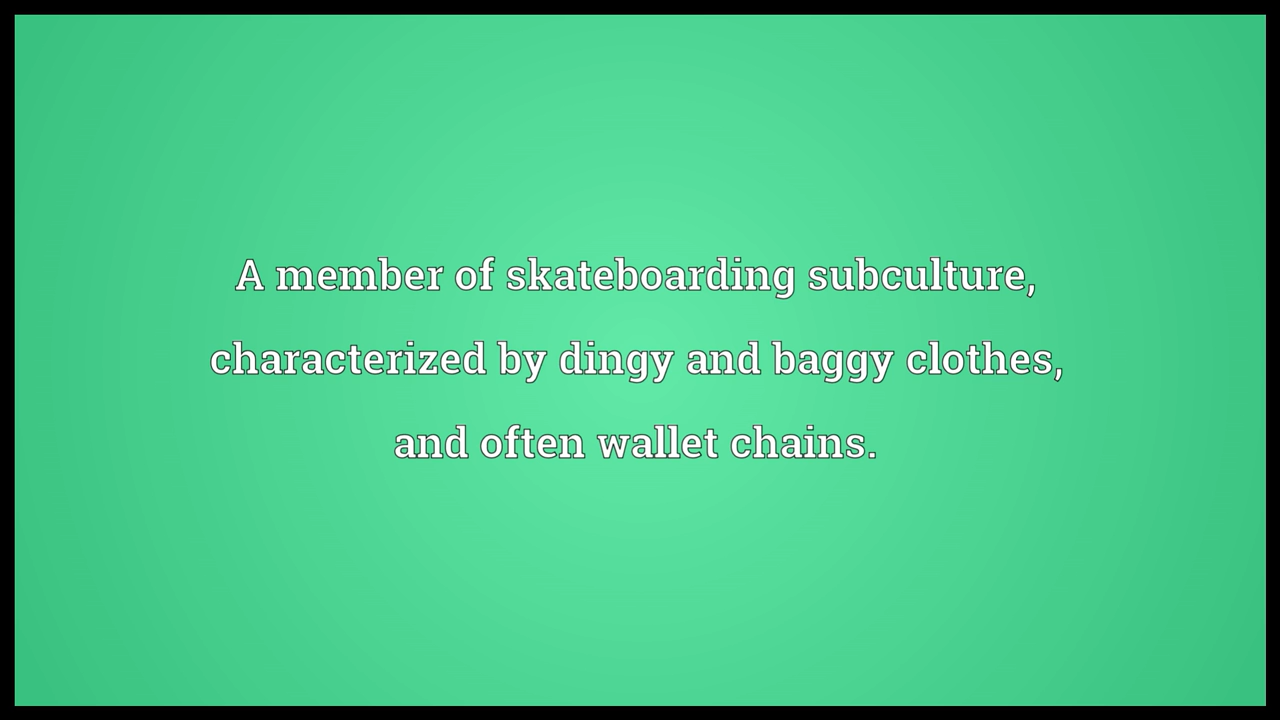 A member of skateboarding subculture,
characterized by dingy and baggy clothes,
and often wallet chains.